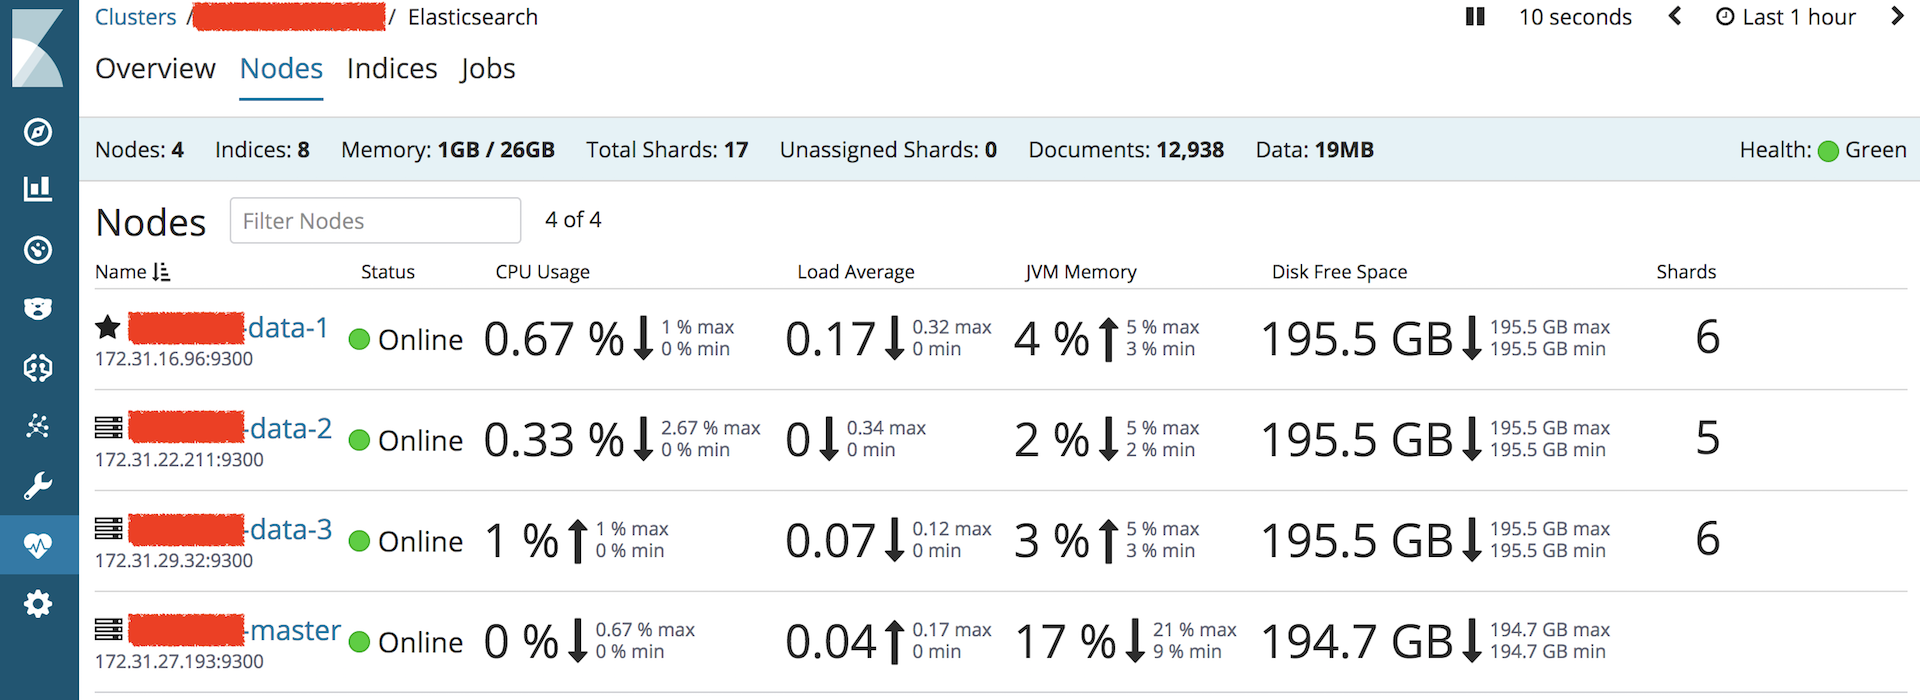 Clusters / / Elasticsearch 10 seconds Last 1 hour
Overview Nodes Indices Jobs
Nodes: 4 Indices: 8 Memory: 1GB / 26GB Total Shards: 17 Unassigned Shards: 0 Documents: 12,938 Data: 19MB Health: Green
Nodes Filter Nodes 4 of 4
Name Status CPU Usage Load Average JVM Memory Disk Free Space Shards
-data-1 Online 0.67 % 1 % max 0.17 0.32 max 4 % 5 % max 195.5 GB 195.5 GB max 6
172.31.16.96:9300 0 % min 0 min 3 % min 195.5 GB min
-data-2 Online 0.33 % 2.67 % max 0 0.34 max 2 % 5 % max 195.5 GB 195.5 GB max 5
172.31.22.211:9300 0 % min 0 min 2 % min 195.5 GB min
-data-3 Online 1 % 1 % max 0.07 0.12 max 3 % 5 % max 195.5 GB 195.5 GB max 6
172.31.29.32:9300 0 % min 0 min 3 % min 195.5 GB min
-master Online 0 % 0.67 % max 0.04 0.17 max 17 % 21 % max 194.7 GB 194.7 GB max
172.31.27.193:9300 0 % min 0 min 9 % min 194.7 GB min